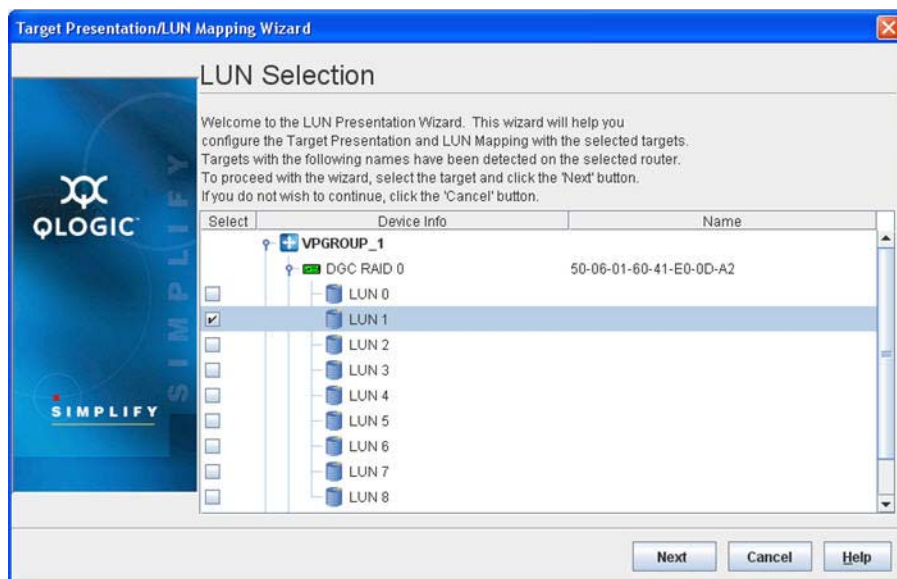 Target Presentation/LUN Mapping Wizard
LUN Selection
Welcome to the LUN Presentation Wizard. This wizard will help you
configure the Target Presentation and LUN Mapping with the selected targets.
Targets with the following names have been detected on the selected router.
To proceed with the wizard, select the target and click the 'Next' button.
If you do not wish to continue, click the 'Cancel' button.
QLOGIC
SIMPLIFY
SIMPLIFY
Select Device Info Name
VPGROUP_1
DGC RAID 0 50-06-01-60-41-E0-0D-A2
LUN 0
LUN 1
LUN 2
LUN 3
LUN 4
LUN 5
LUN 6
LUN 7
LUN 8
Next Cancel Help